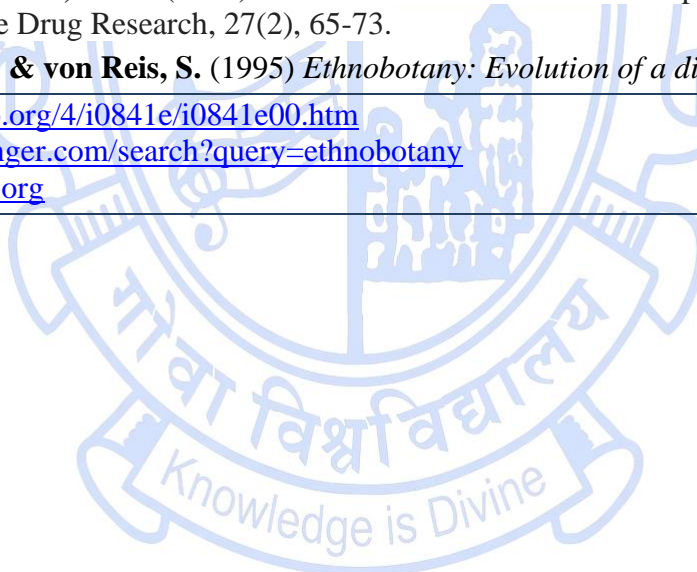 e Drug Research, 27(2), 65-73.
& von Reis, S. (1995) Ethnobotany: Evolution of a di
.org/4/i0841e/i0841e00.htm
nger.com/search?query=ethnobotany
org
गोवा विश्वविद्यालय
Knowledge is Divine